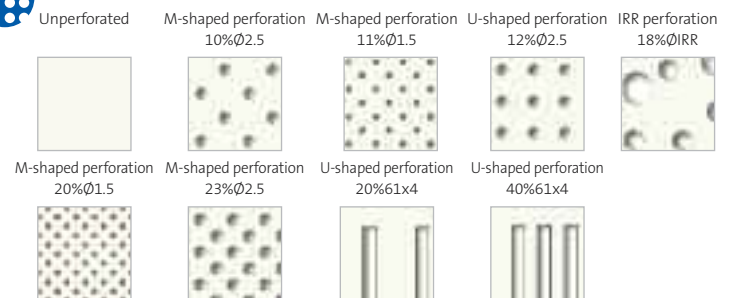 Unperforated
M-shaped perforation
10%Ø2.5
M-shaped perforation
11%Ø1.5
U-shaped perforation
12%Ø2.5
IRR perforation
18%ØIRR
M-shaped perforation
20%Ø1.5
M-shaped perforation
23%Ø2.5
U-shaped perforation
20%61x4
U-shaped perforation
40%61x4